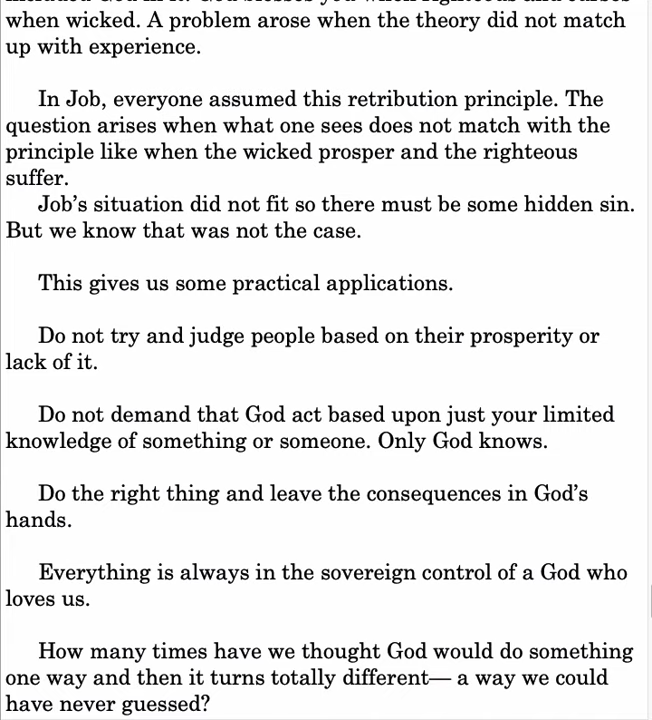 when wicked. A problem arose when the theory did not match
up with experience.
In Job, everyone assumed this retribution principle. The
question arises when what one sees does not match with the
principle like when the wicked prosper and the righteous
suffer.
Job’s situation did not fit so there must be some hidden sin.
But we know that was not the case.
This gives us some practical applications.
Do not try and judge people based on their prosperity or
lack of it.
Do not demand that God act based upon just your limited
knowledge of something or someone. Only God knows.
Do the right thing and leave the consequences in God’s
hands.
Everything is always in the sovereign control of a God who
loves us.
How many times have we thought God would do something
one way and then it turns totally different— a way we could
have never guessed?